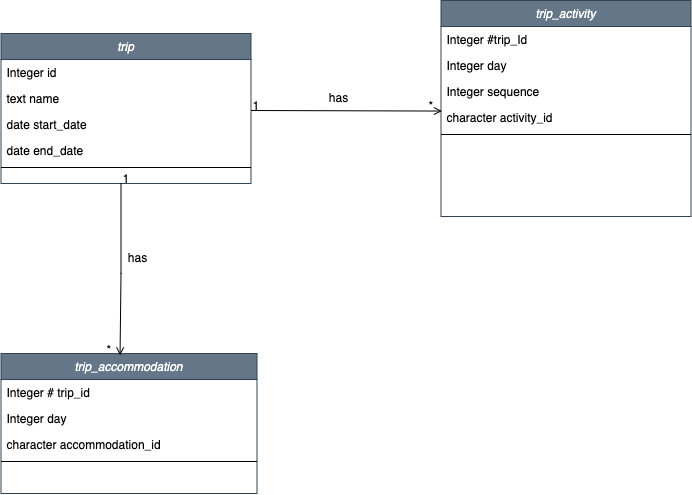 trip
Integer id
text name
date start_date
date end_date
1
has
*
trip_activity
Integer #trip_Id
Integer day
Integer sequence
character activity_id
1
has
*
trip_accommodation
Integer # trip_id
Integer day
character accommodation_id